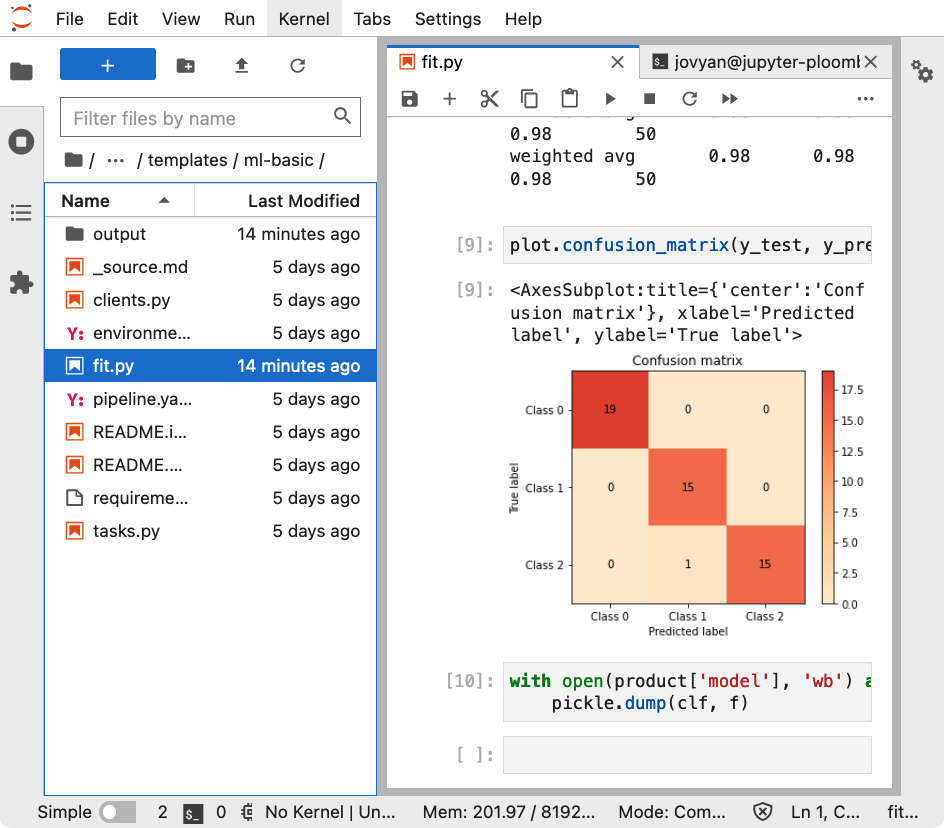 File Edit View Run Kernel Tabs Settings Help
+
Filter files by name
/ ··· / templates / ml-basic /
Name Last Modified
output 14 minutes ago
_source.md 5 days ago
clients.py 5 days ago
Y: environme... 5 days ago
fit.py 14 minutes ago
Y: pipeline.ya... 5 days ago
README.i... 5 days ago
README.... 5 days ago
requireme... 5 days ago
tasks.py 5 days ago
fit.py
$_ jovyan@jupyter-ploomb
0.98 50
weighted avg 0.98 0.98
0.98 50
[9]: plot.confusion_matrix(y_test, y_pre
[9]: <AxesSubplot:title={'center':'Conf
usion matrix'}, xlabel='Predicted
label', ylabel='True label'>
Confusion matrix
Class 0 19 0 0
Class 1 0 15 0
Class 2 0 1 15
True label
Class 0 Class 1 Class 2
Predicted label
17.5
15.0
12.5
10.0
7.5
5.0
2.5
0.0
[10]: with open(product['model'], 'wb') a
pickle.dump(clf, f)
[ ]:
Simple 2 $_ 0 No Kernel | Un... Mem: 201.97 / 8192... Mode: Com... Ln 1, C... fit...